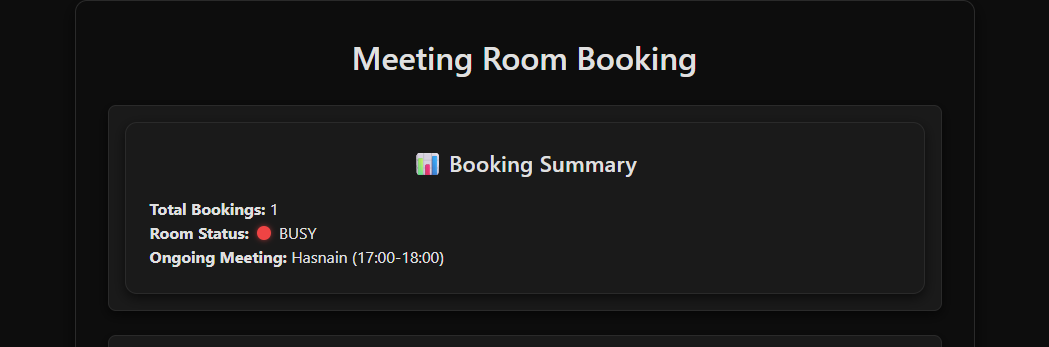 Meeting Room Booking
📊 Booking Summary
Total Bookings: 1
Room Status: 🔴 BUSY
Ongoing Meeting: Hasnain (17:00-18:00)